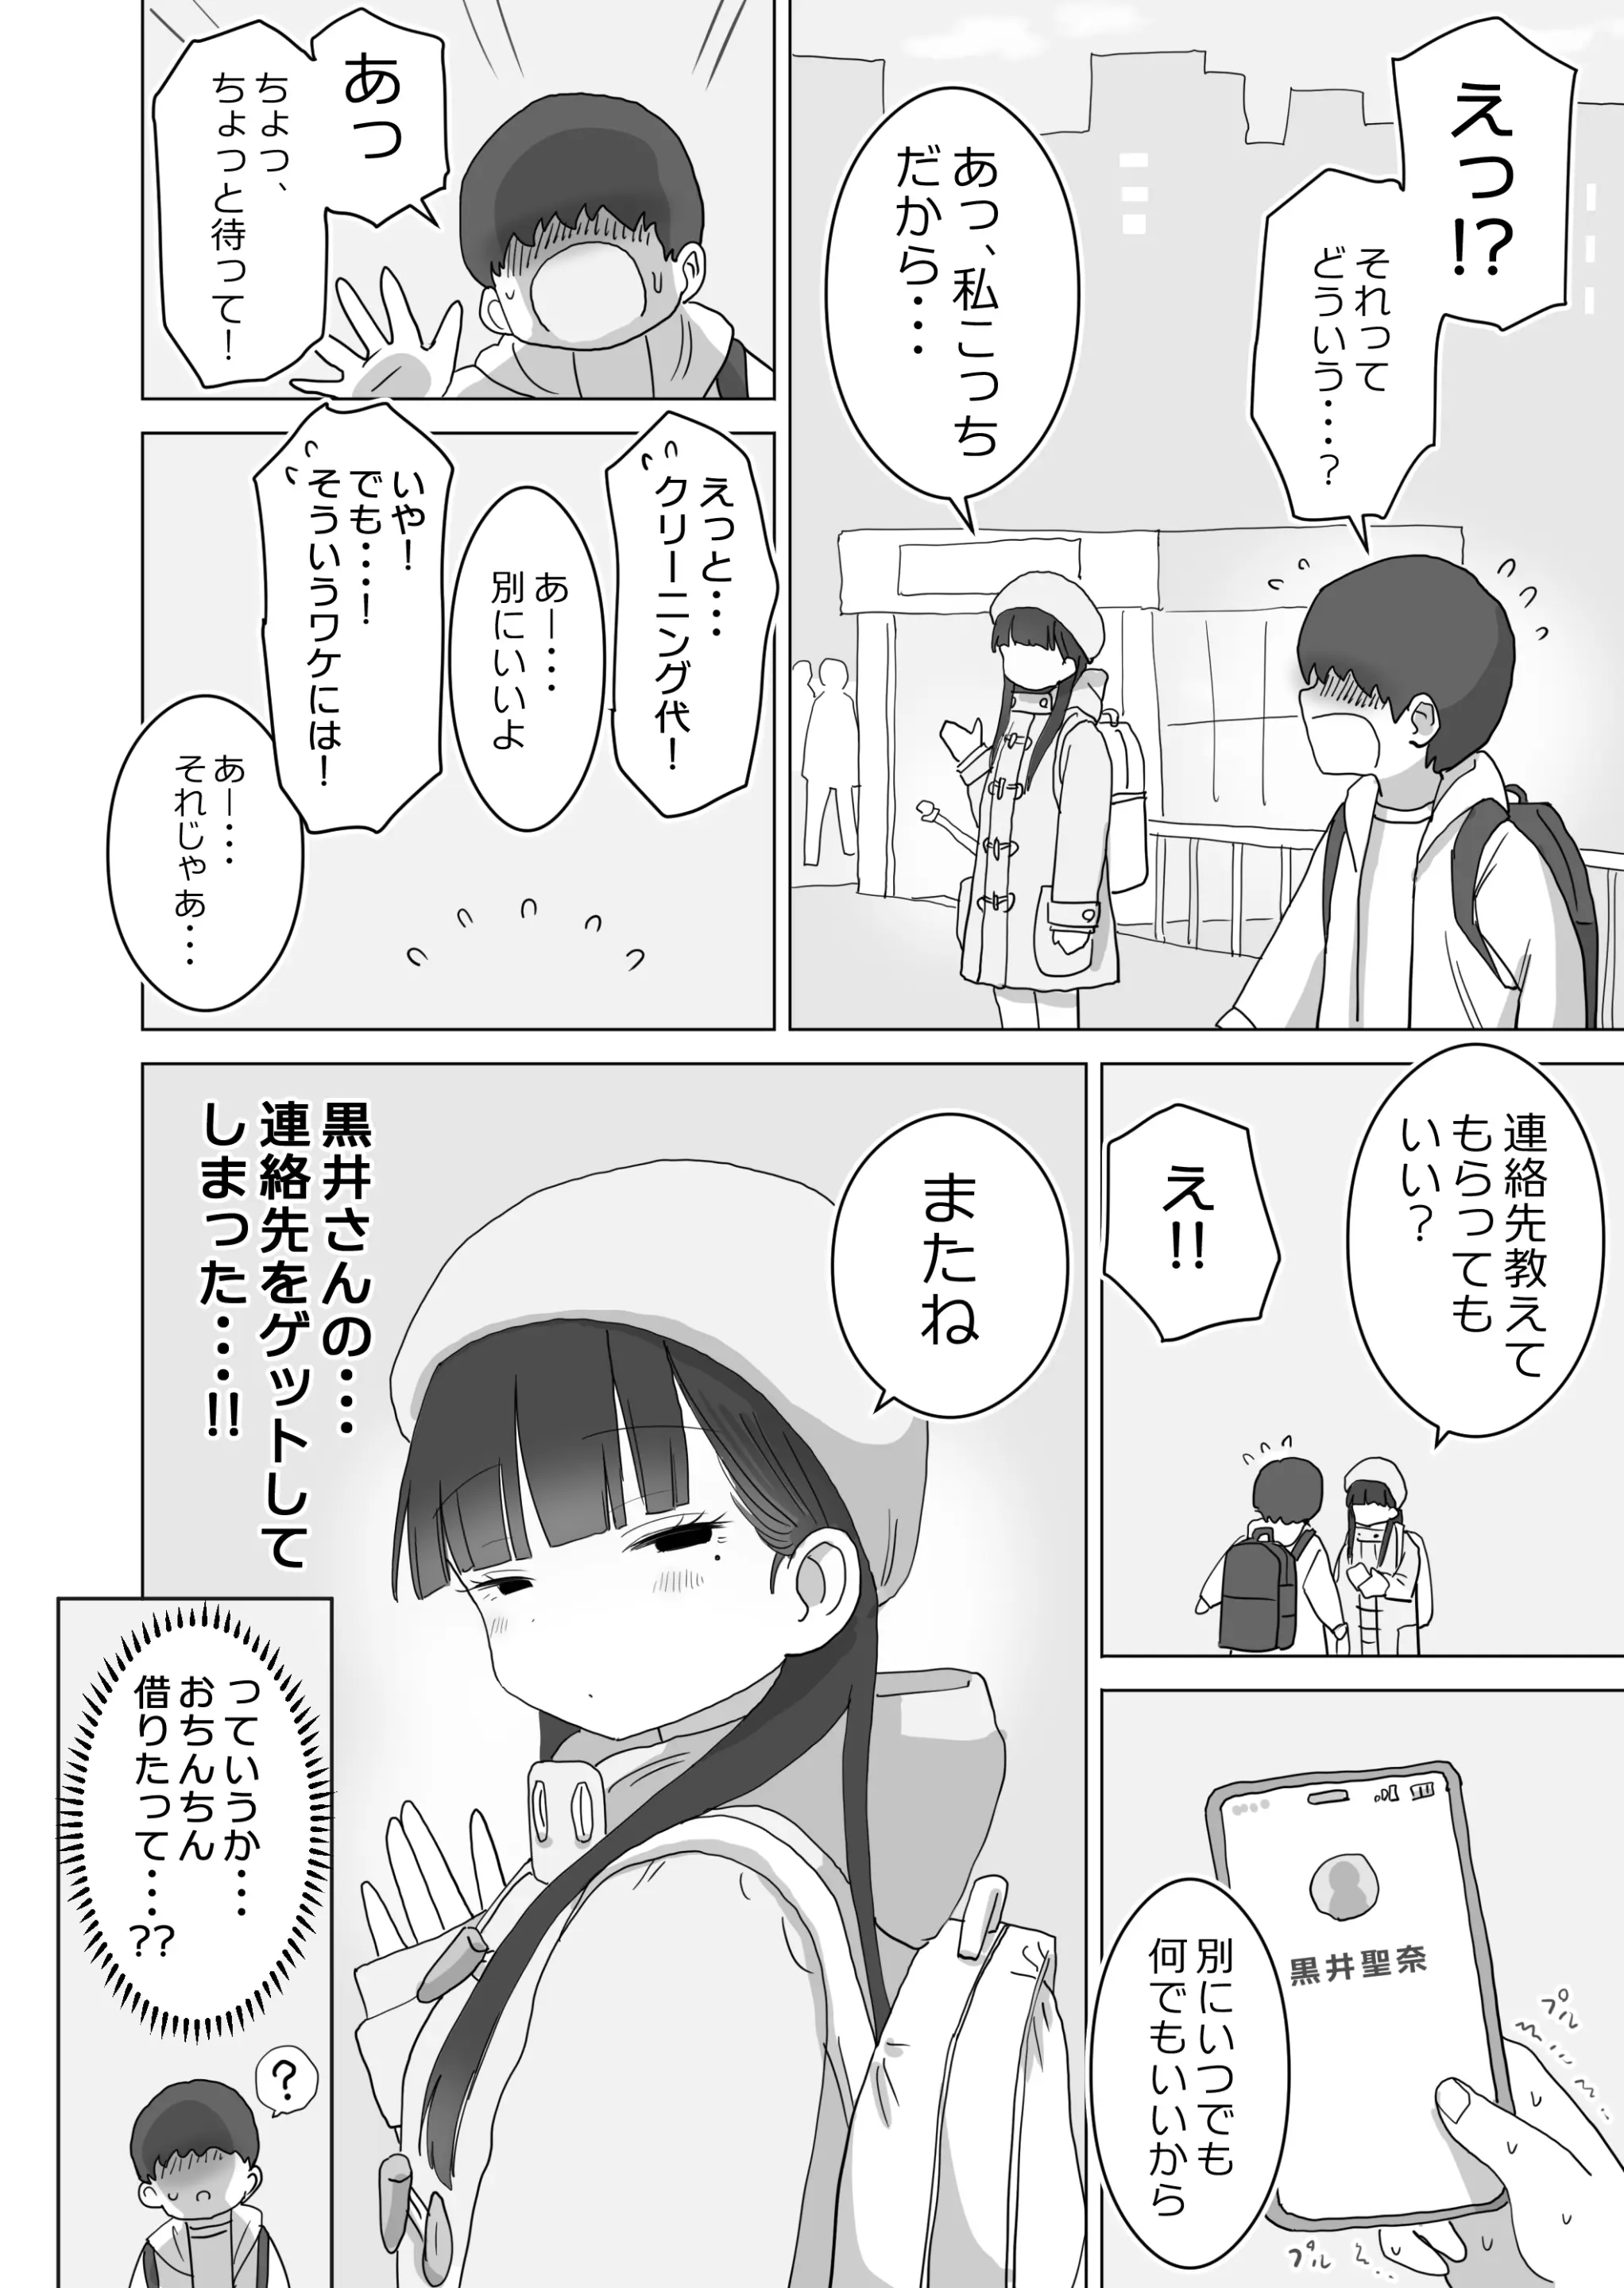 えっ!?
それって
どういう・・・・?
あっ、私こっち
だから・・・
あっ
ちょっ、
ちょっと待って!
えっと・・・
クリーニング代!
あー・・・
別にいいよ
いや!
でも・・・!
そういうワケには!
あー・・・
それじゃあ・・・
連絡先教えて
もらっても
いい?
え!!
黒井聖奈
プル
プル
別にいつでも
何でもいいから
またね
黒井さんの・・・
連絡先をゲットして
しまった・・・!!
っていうか・・・
おちんちん
借りたって・・・??
?